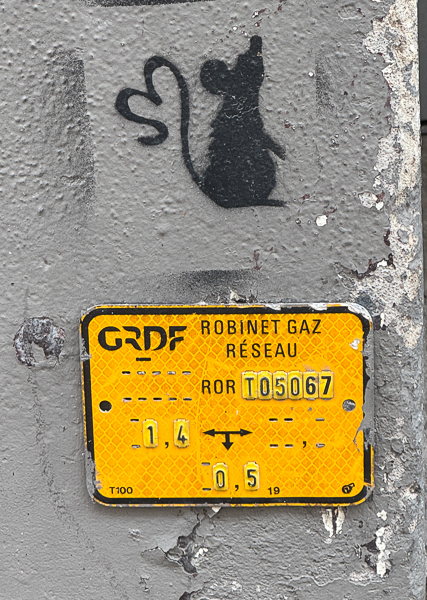 GRDF
ROBINET GAZ
RÉSEAU
ROR T05067
1,4
0,5
T100
19